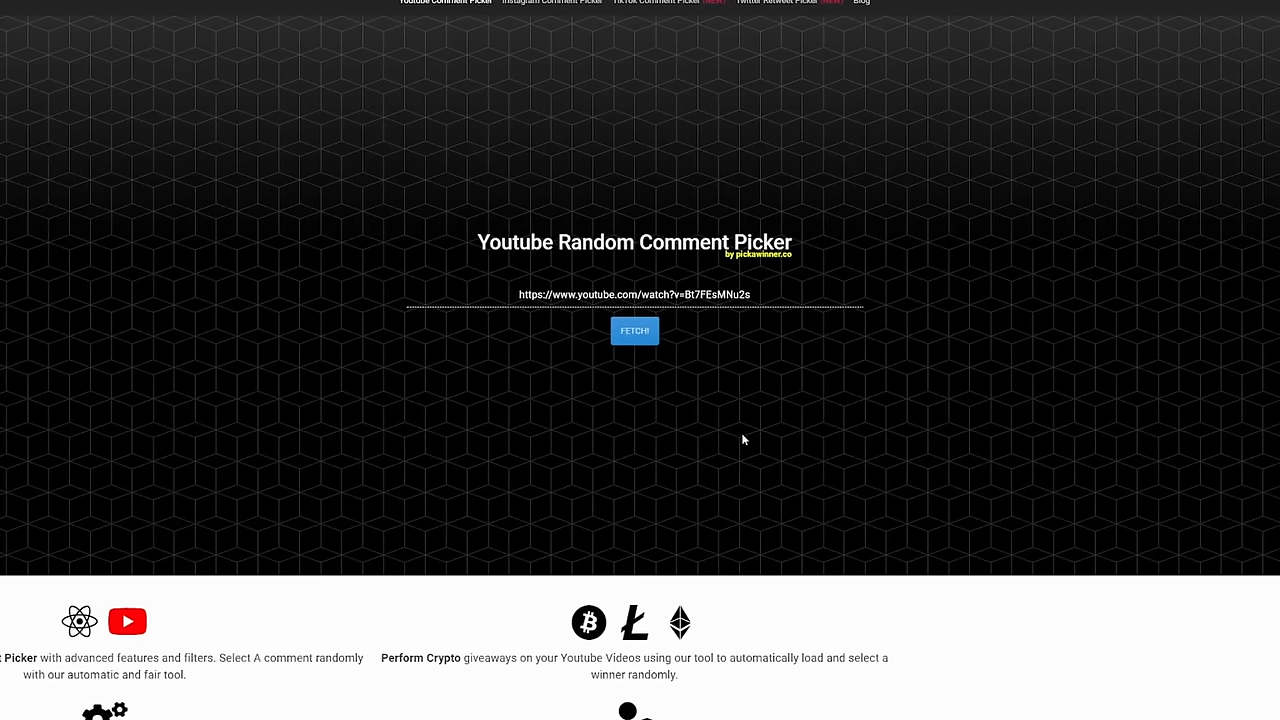 Youtube Comment Picker Instagram Comment Picker TikTok Comment Picker (NEW) Twitter Retweet Picker (NEW) Blog
Youtube Random Comment Picker
by pickawinner.co
https://www.youtube.com/watch?v=Bt7FEsMNu2s
FETCH!
t Picker with advanced features and filters. Select A comment randomly
with our automatic and fair tool.
Perform Crypto giveaways on your Youtube Videos using our tool to automatically load and select a
winner randomly.